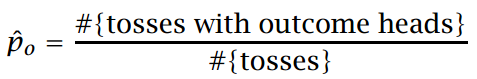 p̂ₒ = #{tosses with outcome heads} / #{tosses}